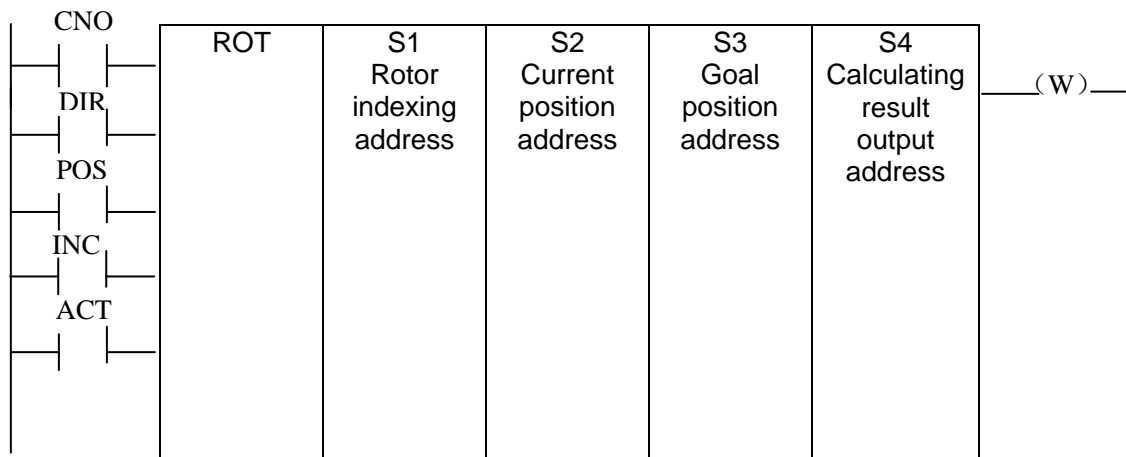 CNO
DIR
POS
INC
ACT
ROT
S1
Rotor
indexing
address
S2
Current
position
address
S3
Goal
position
address
S4
Calculating
result
output
address
（W）